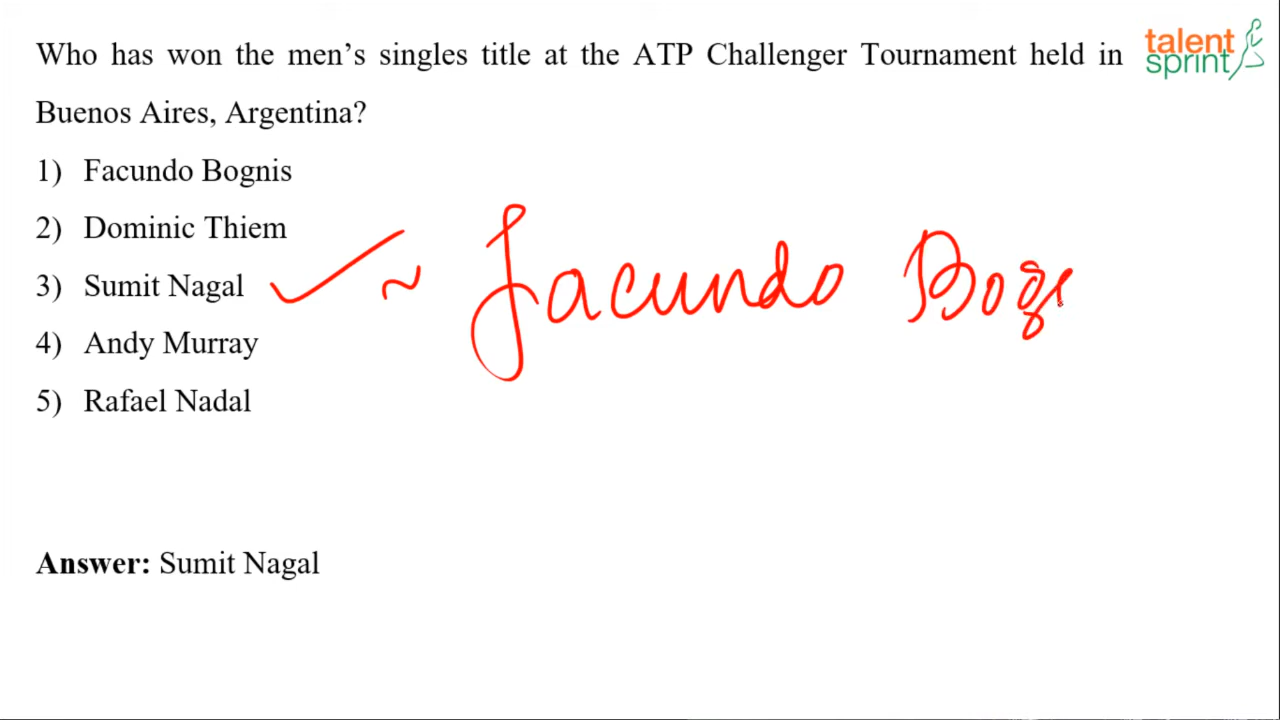 Who has won the men's singles title at the ATP Challenger Tournament held in
Buenos Aires, Argentina?
talent
sprint
1) Facundo Bognis
2) Dominic Thiem
3) Sumit Nagal
~ Facundo Bog
4) Andy Murray
5) Rafael Nadal
Answer: Sumit Nagal